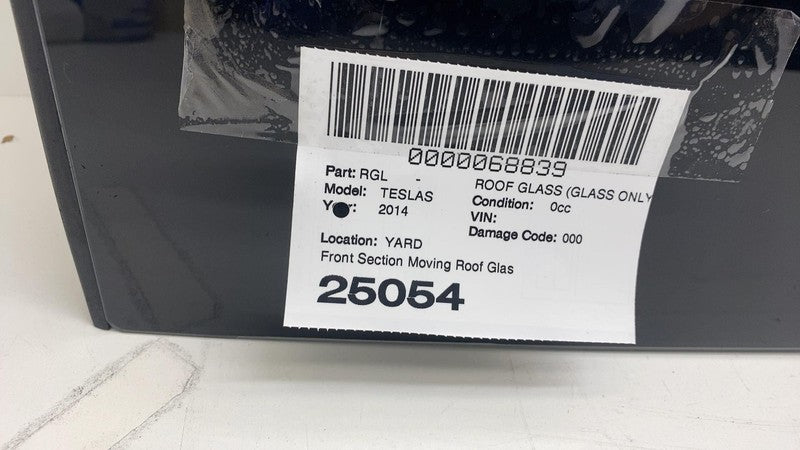 0000068839
Part: RGL - ROOF GLASS (GLASS ONLY
Model: TESLAS Condition: 0cc
Year: 2014 VIN:
Damage Code: 000
Location: YARD
Front Section Moving Roof Glas
25054